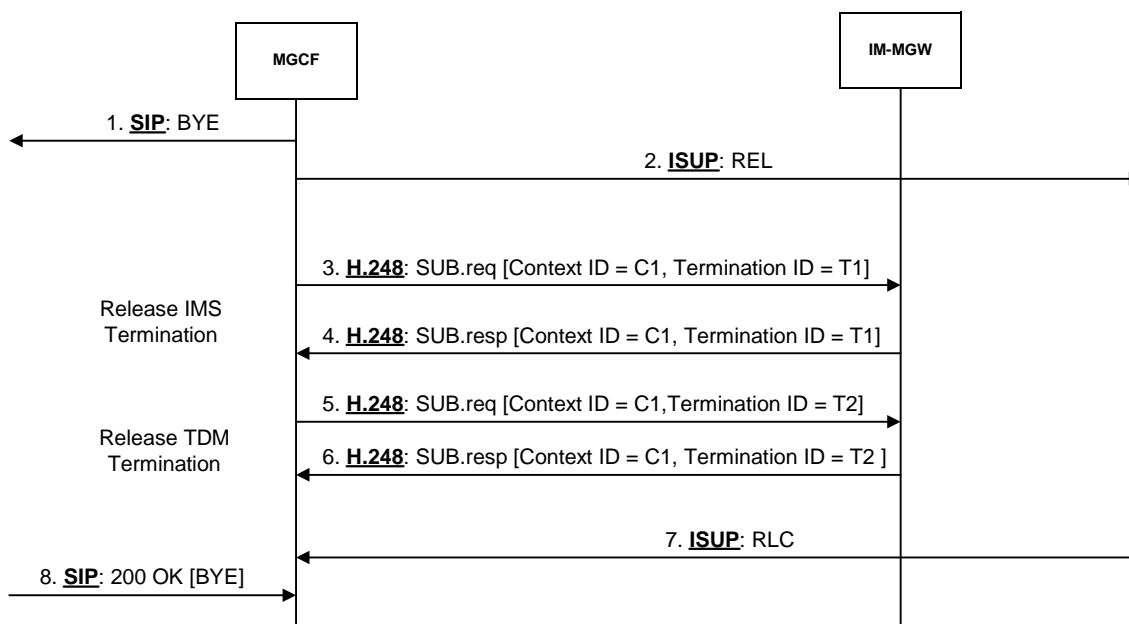 MGCF
IM-MGW
1. SIP: BYE
2. ISUP: REL
3. H.248: SUB.req [Context ID = C1, Termination ID = T1]
Release IMS
Termination
4. H.248: SUB.resp [Context ID = C1, Termination ID = T1]
5. H.248: SUB.req [Context ID = C1,Termination ID = T2]
Release TDM
Termination
6. H.248: SUB.resp [Context ID = C1, Termination ID = T2 ]
7. ISUP: RLC
8. SIP: 200 OK [BYE]